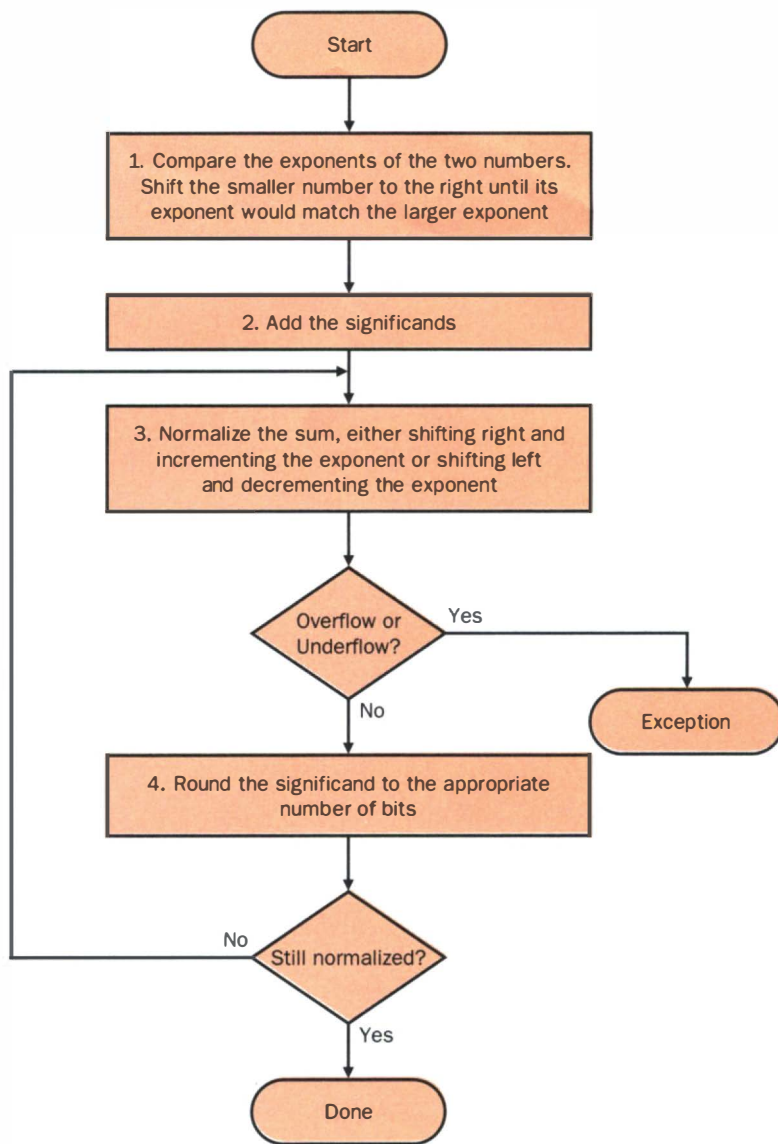 Start
1. Compare the exponents of the two numbers.
Shift the smaller number to the right until its
exponent would match the larger exponent
2. Add the significands
3. Normalize the sum, either shifting right and
incrementing the exponent or shifting left
and decrementing the exponent
Overflow or
Underflow?
Yes
No
Exception
4. Round the significand to the appropriate
number of bits
No
Still normalized?
Yes
Done